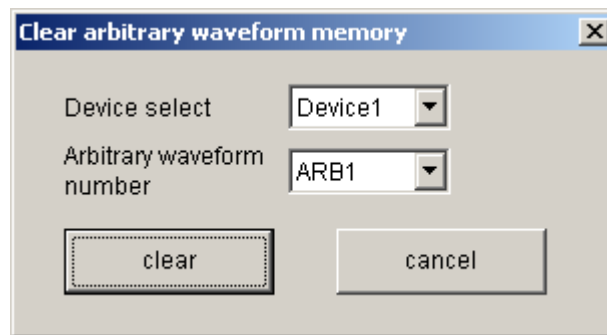 Clear arbitrary waveform memory
Device select
Device1
Arbitrary waveform
number
ARB1
clear
cancel